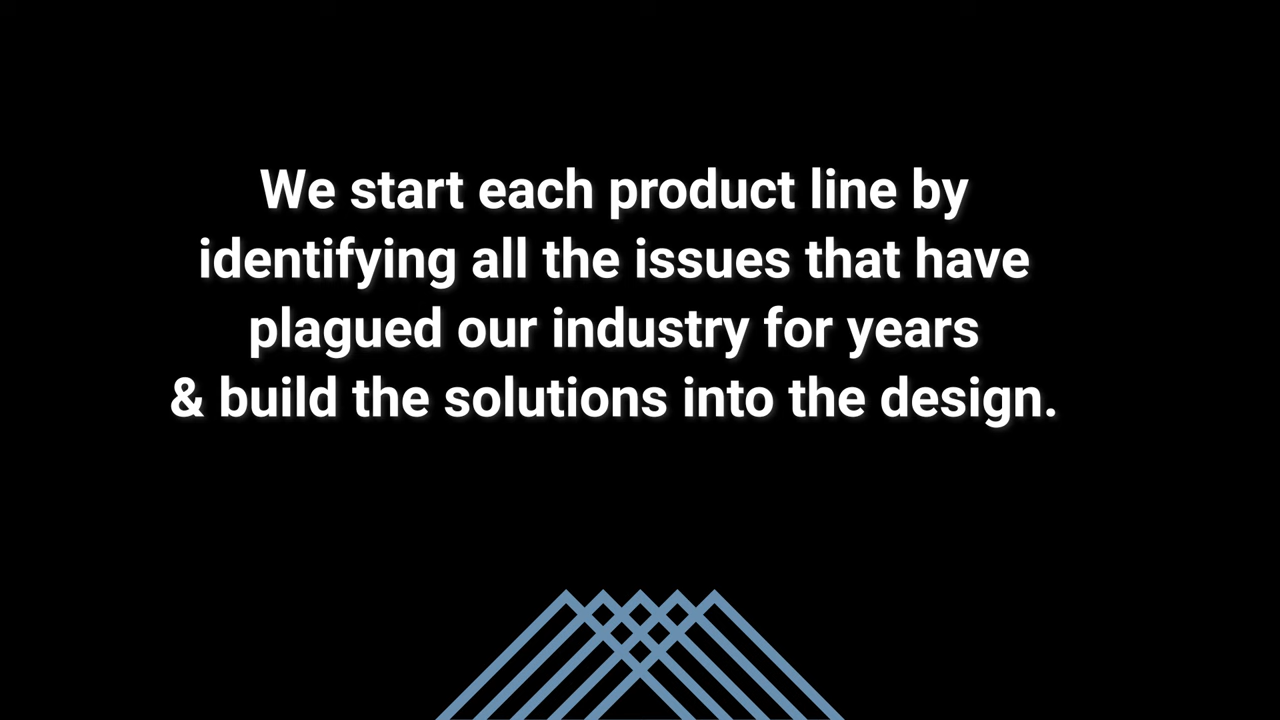 We start each product line by
identifying all the issues that have
plagued our industry for years
& build the solutions into the design.